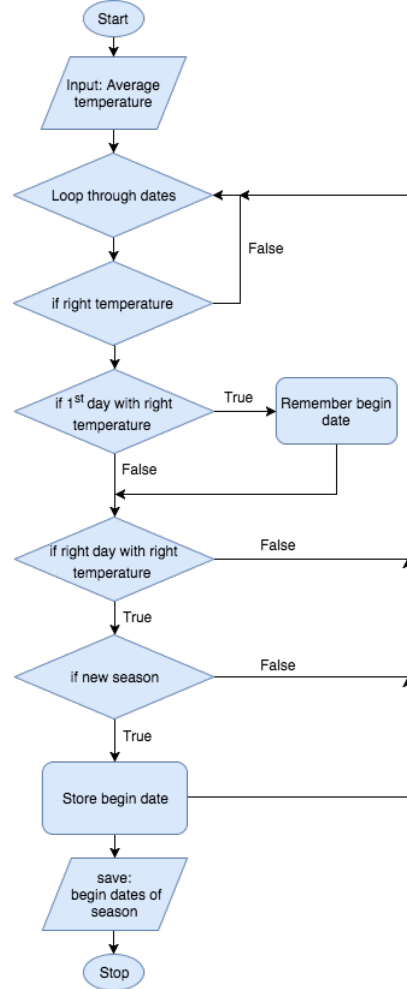 Start
Input: Average
temperature
Loop through dates
False
if right temperature
if 1st day with right
temperature
True
Remember begin
date
False
if right day with right
temperature
False
True
if new season
False
True
Store begin date
save:
begin dates of
season
Stop